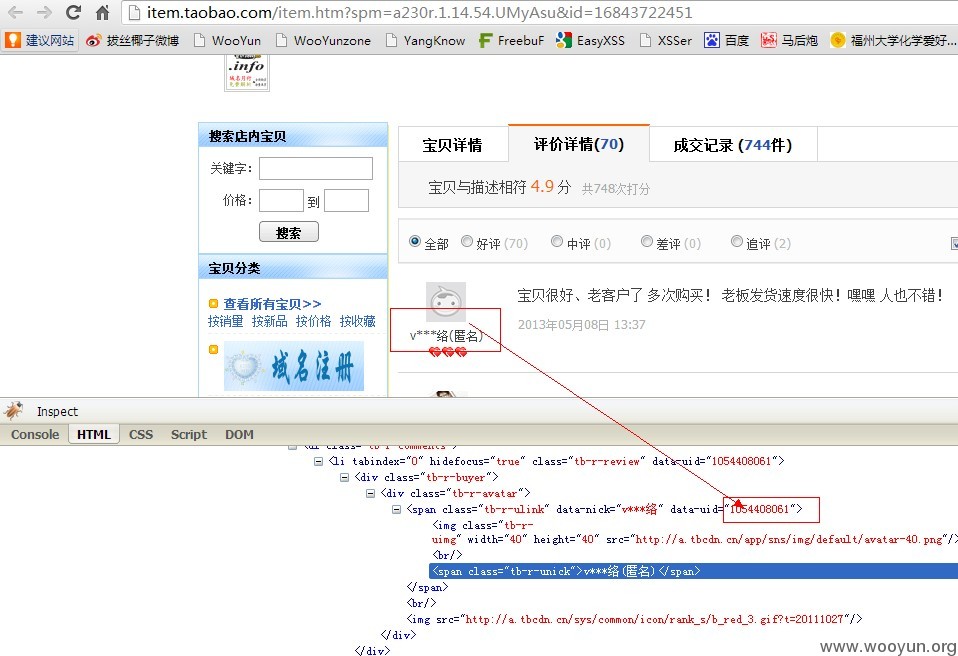 item.taobao.com/item.htm?spm=a230r.1.14.54.UMyAsu&id=16843722451
建议网站 拔丝椰子微博 WooYun WooYunzone YangKnow FreebuF EasyXSS XSSer 百度 马后炮 福州大学化学爱好...
.info
搜索店内宝贝
关键字:
价格: 到
搜索
宝贝分类
查看所有宝贝>>
按销量 按新品 按价格 按收藏
域名注册
宝贝详情 评价详情(70) 成交记录 (744件)
宝贝与描述相符 4.9 分 共748次打分
全部 好评 (70) 中评 (0) 差评 (0) 追评 (2)
宝贝很好、老客户了 多次购买! 老板发货速度很快! 嘿嘿 人也不错!
2013年05月08日 13:37
v***络(匿名)
Inspect
Console HTML CSS Script DOM
<li tabindex="0" hidefocus="true" class="tb-r-review" data-uid="1054408061">
<div class="tb-r-buyer">
<div class="tb-r-avatar">
<span class="tb-r-ulink" data-nick="v***络" data-uid="1054408061">
<img class="tb-r-
uimg" width="40" height="40" src="http://a.tbcdn.cn/app/sns/img/default/avatar-40.png"/>
<br/>
<span class="tb-r-unick">v***络(匿名)</span>
</span>
<br/>
<img src="http://a.tbcdn.cn/sys/common/icon/rank_s/b_red_3.gif?t=20111027"/>
</div>
</div>
www.wooyun.org